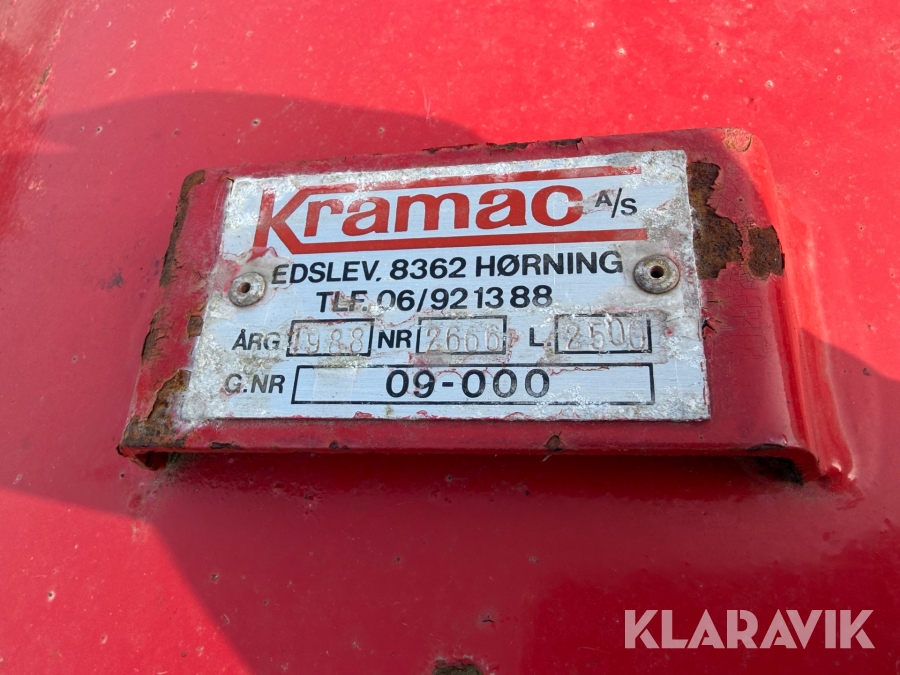 Kramac A/S
EDSLEV. 8362 HØRNING
TLF. 06/92 13 88
ÅRG 1988 NR 2666 L 2500
G.NR 09-000
KLARAVIK